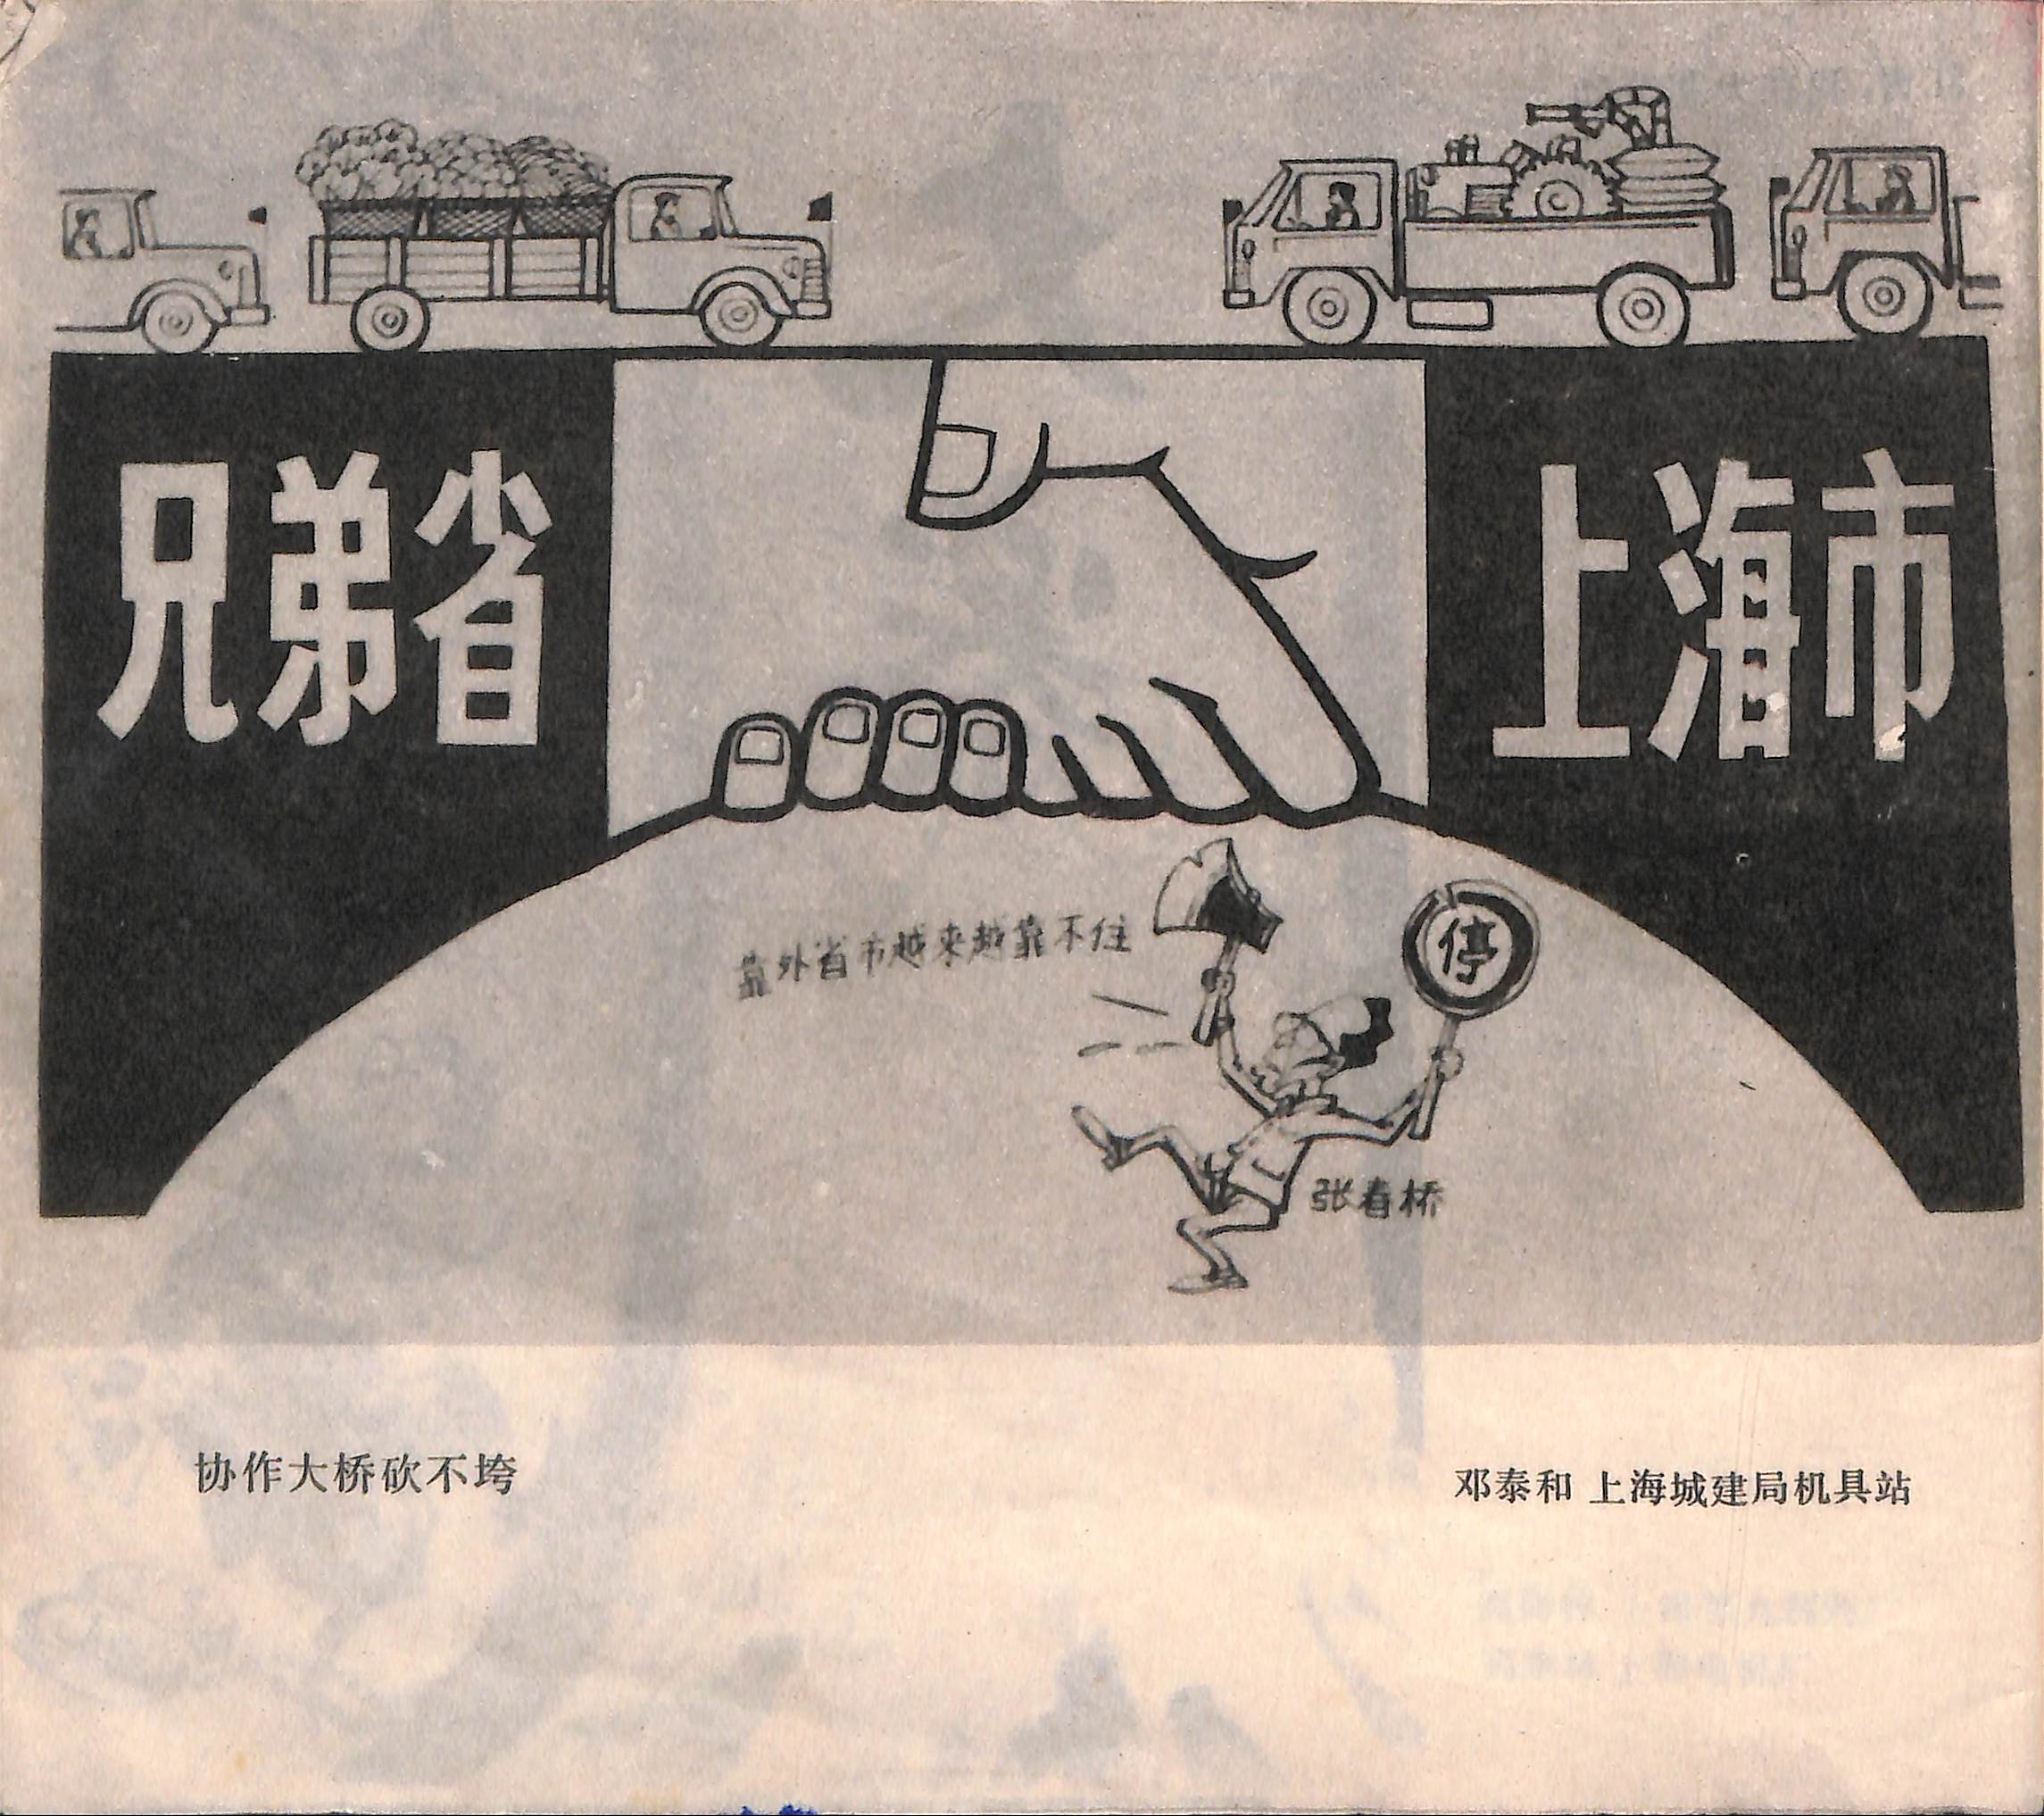 兄弟省
上海市
靠外省市越来越靠不住
停
张春桥
协作大桥砍不垮
邓泰和 上海城建局机具站